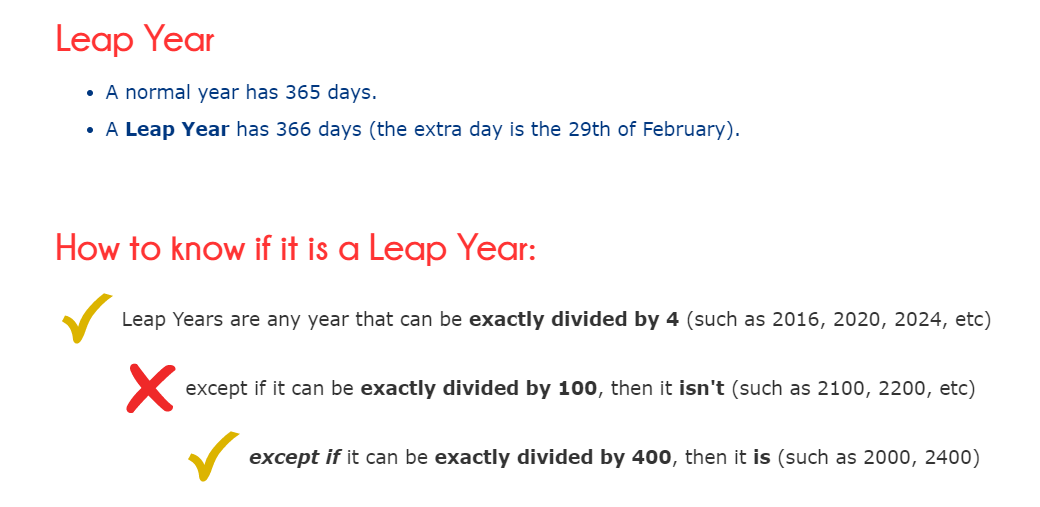 Leap Year
• A normal year has 365 days.
• A Leap Year has 366 days (the extra day is the 29th of February).
How to know if it is a Leap Year:
Leap Years are any year that can be exactly divided by 4 (such as 2016, 2020, 2024, etc)
except if it can be exactly divided by 100, then it isn't (such as 2100, 2200, etc)
except if it can be exactly divided by 400, then it is (such as 2000, 2400)